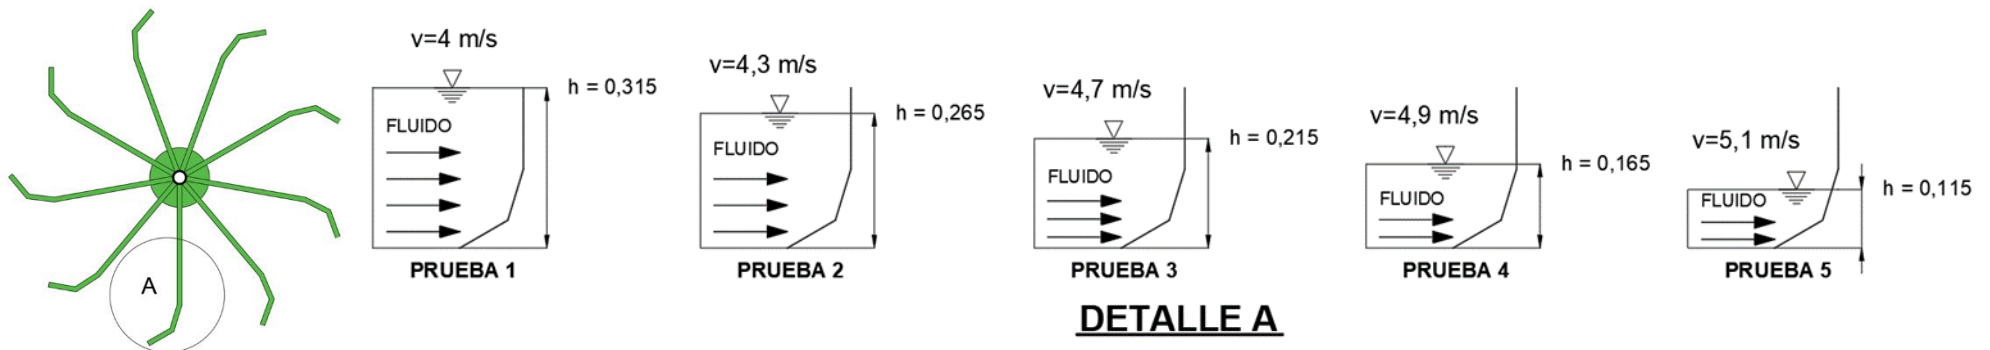 A
v=4 m/s
h = 0,315
FLUIDO
PRUEBA 1
v=4,3 m/s
h = 0,265
FLUIDO
PRUEBA 2
v=4,7 m/s
h = 0,215
FLUIDO
PRUEBA 3
v=4,9 m/s
h = 0,165
FLUIDO
PRUEBA 4
v=5,1 m/s
h = 0,115
FLUIDO
PRUEBA 5
DETALLE A